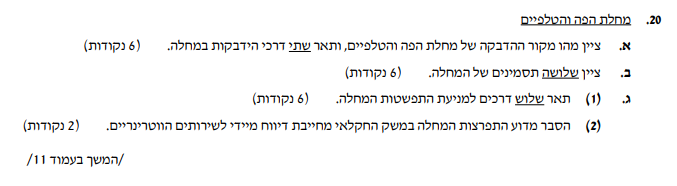 20. מחלת הפה והטלפיים
א. ציין מהו מקור ההדבקה של מחלת הפה והטלפיים, ותאר שתי דרכי הידבקות במחלה. (6 נקודות)
ב. ציין שלושה תסמינים של המחלה. (6 נקודות)
ג. (1) תאר שלוש דרכים למניעת התפשטות המחלה. (6 נקודות)
(2) הסבר מדוע התפרצות המחלה במשק החקלאי מחייבת דיווח מיידי לשירותים הווטרינריים. (2 נקודות)
/המשך בעמוד 11/